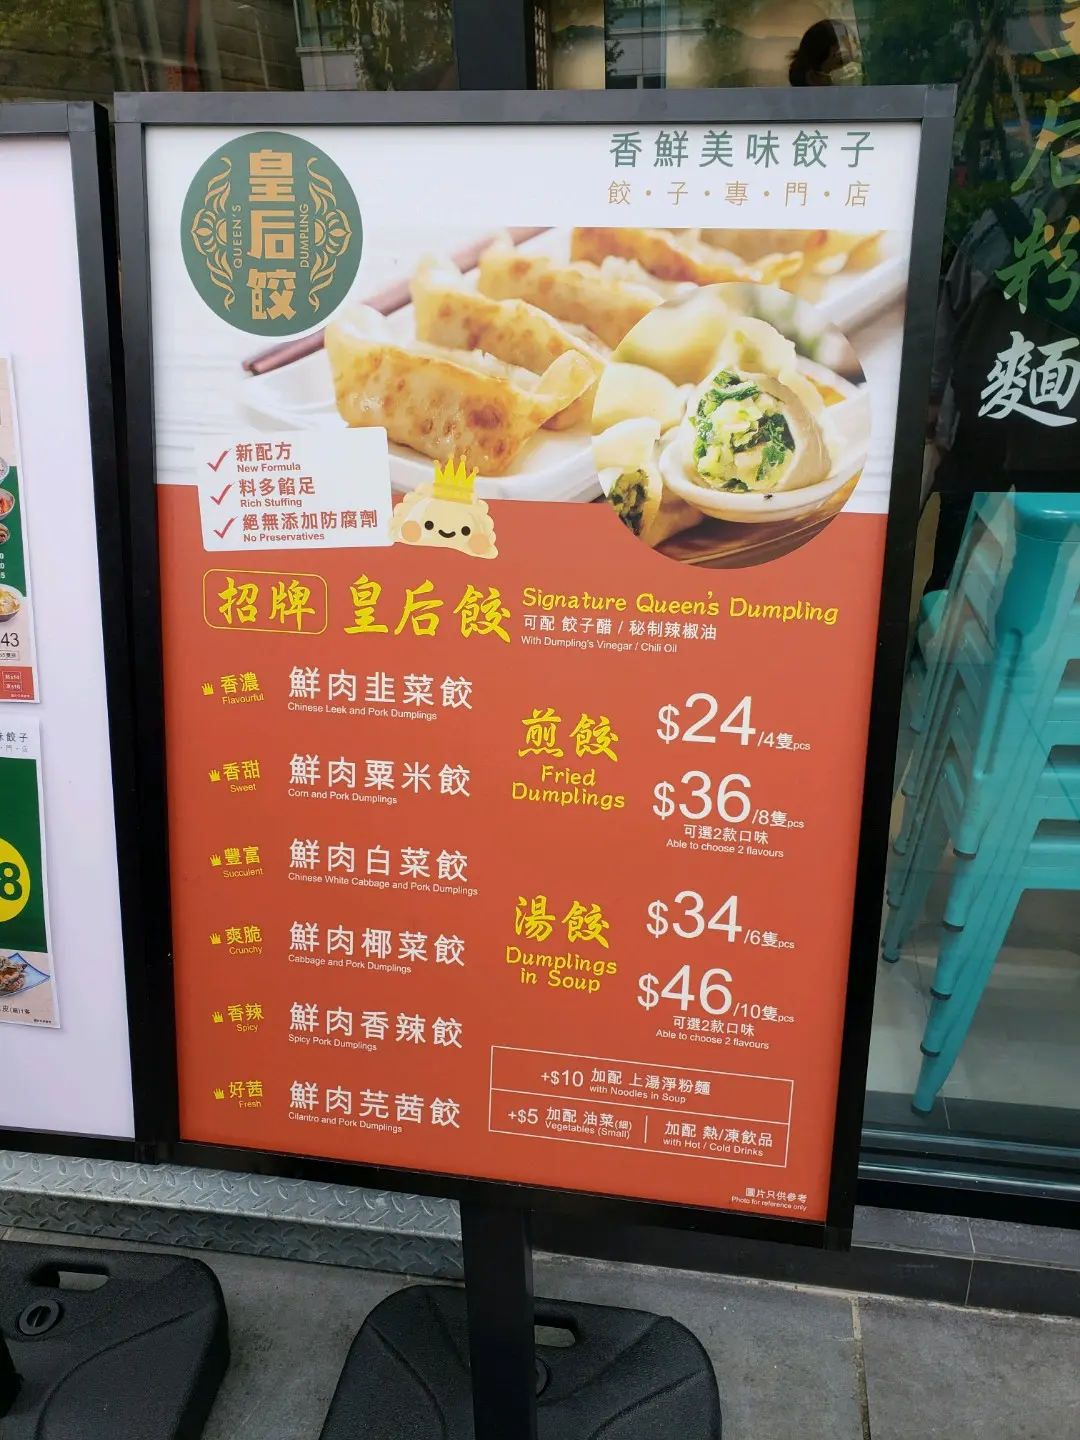 皇后餃
QUEEN'S
DUMPLING
香鮮美味餃子
餃・子・專・門・店
新配方
New Formula
料多餡足
Rich Stuffing
絕無添加防腐劑
No Preservatives
招牌 皇后餃 Signature Queen's Dumpling
可配 餃子醋 / 秘制辣椒油
With Dumpling's Vinegar / Chili Oil
香濃 鮮肉韭菜餃
Flavourful Chinese Leek and Pork Dumplings
香甜 鮮肉粟米餃
Sweet Corn and Pork Dumplings
豐富 鮮肉白菜餃
Succulent Chinese White Cabbage and Pork Dumplings
爽脆 鮮肉椰菜餃
Crunchy Cabbage and Pork Dumplings
香辣 鮮肉香辣餃
Spicy Spicy Pork Dumplings
好茜 鮮肉芫茜餃
Fresh Cilantro and Pork Dumplings
煎餃
Fried
Dumplings
$24/4隻pcs
$36/8隻pcs
可選2款口味
Able to choose 2 flavours
湯餃
Dumplings
in Soup
$34/6隻pcs
$46/10隻pcs
可選2款口味
Able to choose 2 flavours
+$10 加配 上湯淨粉麵
with Noodles in Soup
+$5 加配 油菜(細)
Vegetables (Small)
加配 熱/凍飲品
with Hot / Cold Drinks
圖片只供參考
Photo for reference only
后粉麵
43
餃子
門・店
8